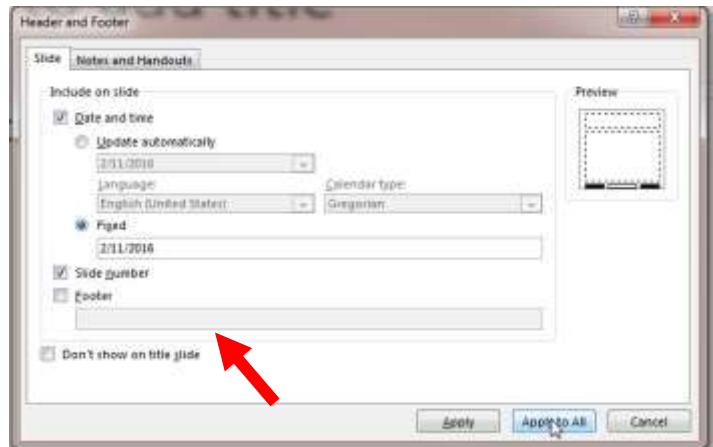 Header and Footer
Slide
Notes and Handouts
Include on slide
Preview
Date and time
Update automatically
2/11/2016
Language:
Calendar type:
English (United States)
Gregorian
Fixed
2/11/2016
Slide number
Footer
Don't show on title slide
Apply
Apply to All
Cancel